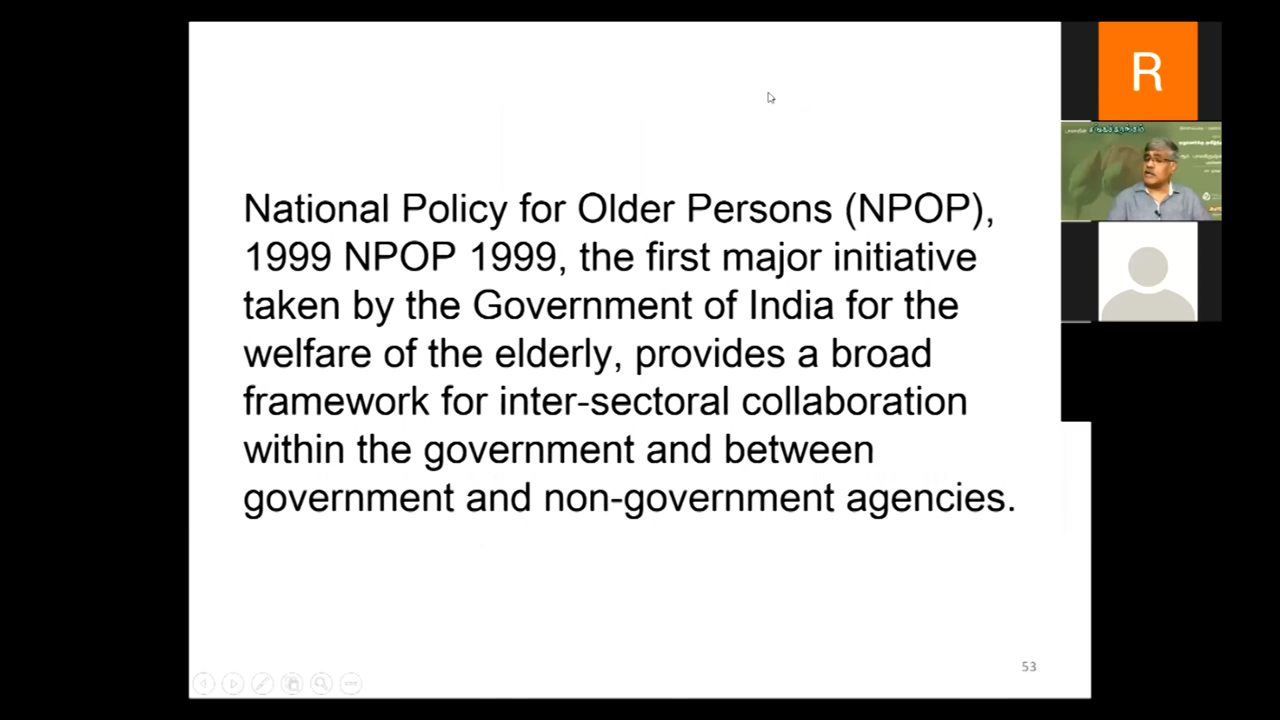 National Policy for Older Persons (NPOP),
1999 NPOP 1999, the first major initiative
taken by the Government of India for the
welfare of the elderly, provides a broad
framework for inter-sectoral collaboration
within the government and between
government and non-government agencies.
53
R